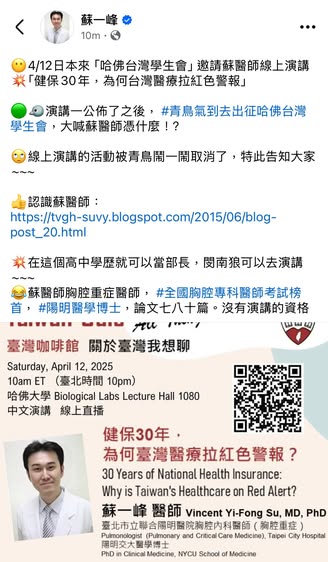 蘇一峰
10m
4/12日本來「哈佛台灣學生會」邀請蘇醫師線上演講
「健保30年，為何台灣醫療拉紅色警報」
演講一公佈了之後， #青鳥氣到去出征哈佛台灣
學生會，大喊蘇醫師憑什麼！?
線上演講的活動被青鳥鬧一鬧取消了，特此告知大家
~~~
認識蘇醫師：
https://tvgh-suvy.blogspot.com/2015/06/blog-
post_20.html
在這個高中學歷就可以當部長，閩南狼可以去演講
~~~
蘇醫師胸腔重症醫師， #全國胸腔專科醫師考試榜
首， #陽明醫學博士，論文七八十篇。沒有演講的資格
臺灣咖啡館 關於臺灣我想聊
Saturday, April 12, 2025
10am ET （臺北時間 10pm）
哈佛大學 Biological Labs Lecture Hall 1080
中文演講 線上直播
健保30年，
為何臺灣醫療拉紅色警報？
30 Years of National Health Insurance:
Why is Taiwan's Healthcare on Red Alert?
蘇一峰 醫師 Vincent Yi-Fong Su, MD, PhD
臺北市立聯合陽明醫院胸腔內科醫師（胸腔重症）
Pulmonologist (Pulmonary and Critical Care Medicine), Taipei City Hospital
陽明交大醫學博士
PhD in Clinical Medicine, NYCU School of Medicine